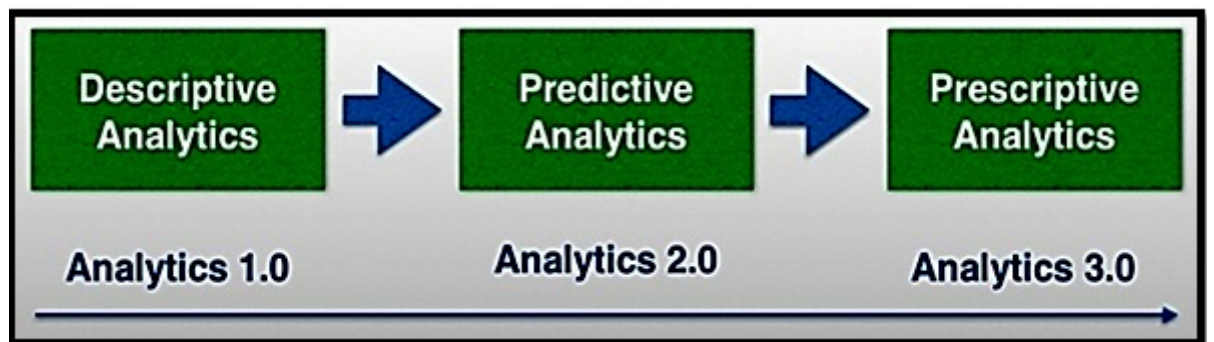 Descriptive
Analytics
Predictive
Analytics
Prescriptive
Analytics
Analytics 1.0
Analytics 2.0
Analytics 3.0